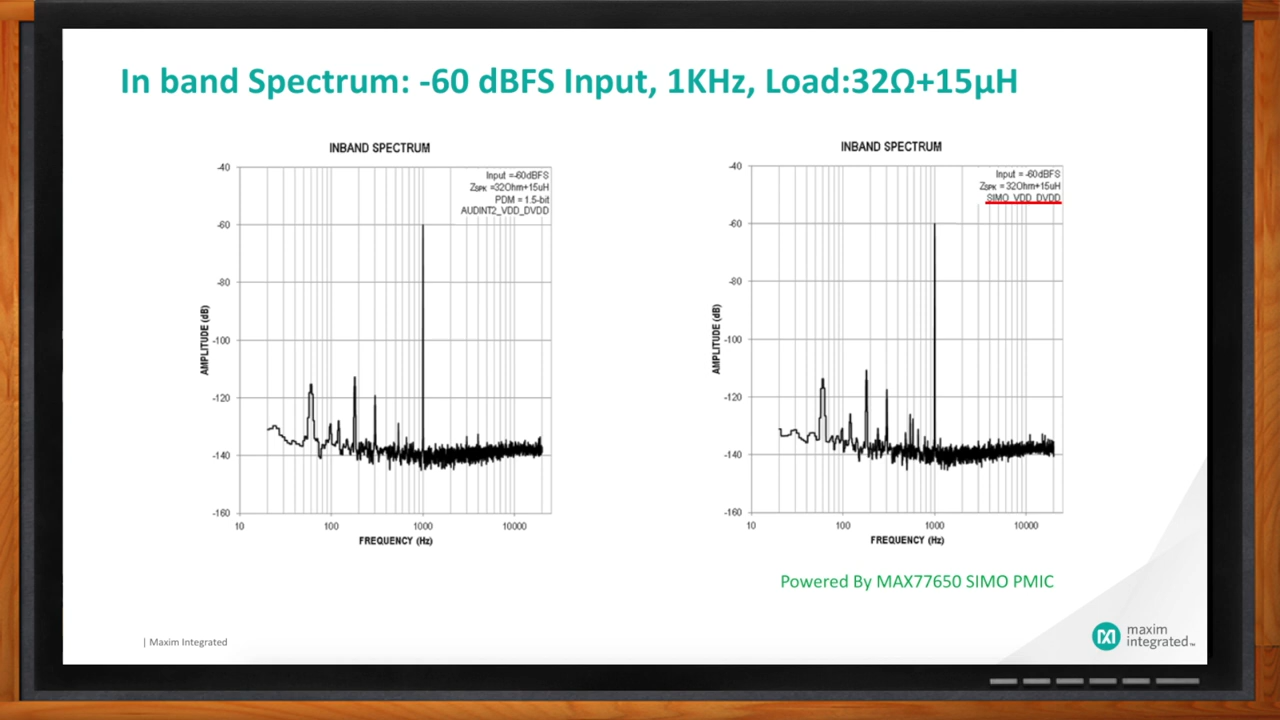 In band Spectrum: -60 dBFS Input, 1KHz, Load:32Ω+15µH
INBAND SPECTRUM
Input =-60dBFS
ZSPK =32Ohm+15uH
PDM = 1.5-bit
AUDINT2_VDD_DVDD
-40
-60
-80
-100
-120
-140
-160
AMPLITUDE (dB)
10
100
1000
10000
FREQUENCY (Hz)
INBAND SPECTRUM
Input = -60dBFS
ZSPK = 32Ohm+15uH
SIMO_VDD_DVDD
-40
-60
-80
-100
-120
-140
-160
AMPLITUDE (dB)
10
100
1000
10000
FREQUENCY (Hz)
Powered By MAX77650 SIMO PMIC
| Maxim Integrated
maxim
integrated™